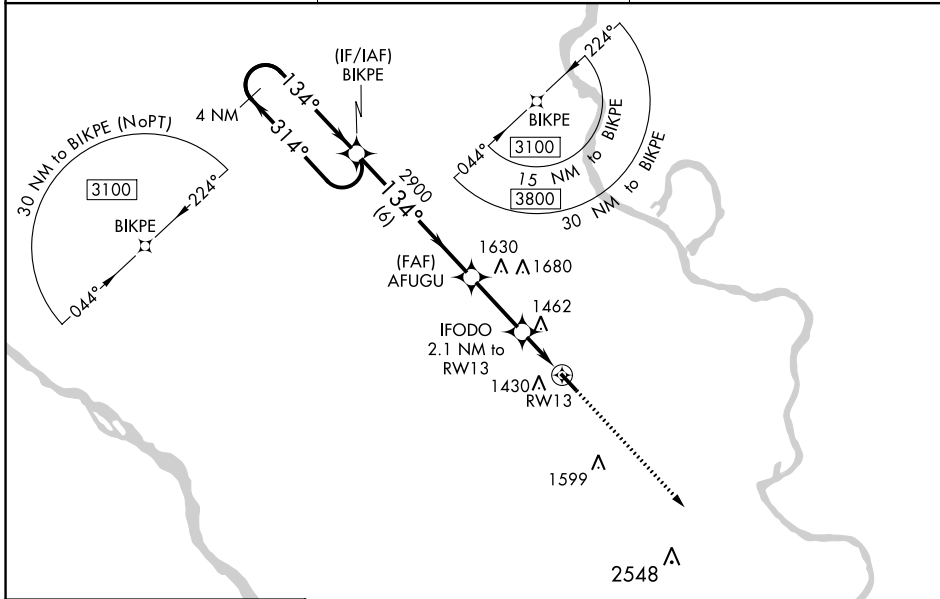 (IF/IAF)
BIKPE
134°
4 NM
314°
30 NM to BIKPE (NoPT)
3100
224°
BIKPE
044°
224°
BIKPE
3100
044°
15 NM to BIKPE
3800
30 NM to BIKPE
2900
134°
(6)
(FAF)
AFUGU
1630
1680
1462
IFODO
2.1 NM to
RW13
1430
RW13
1599
2548